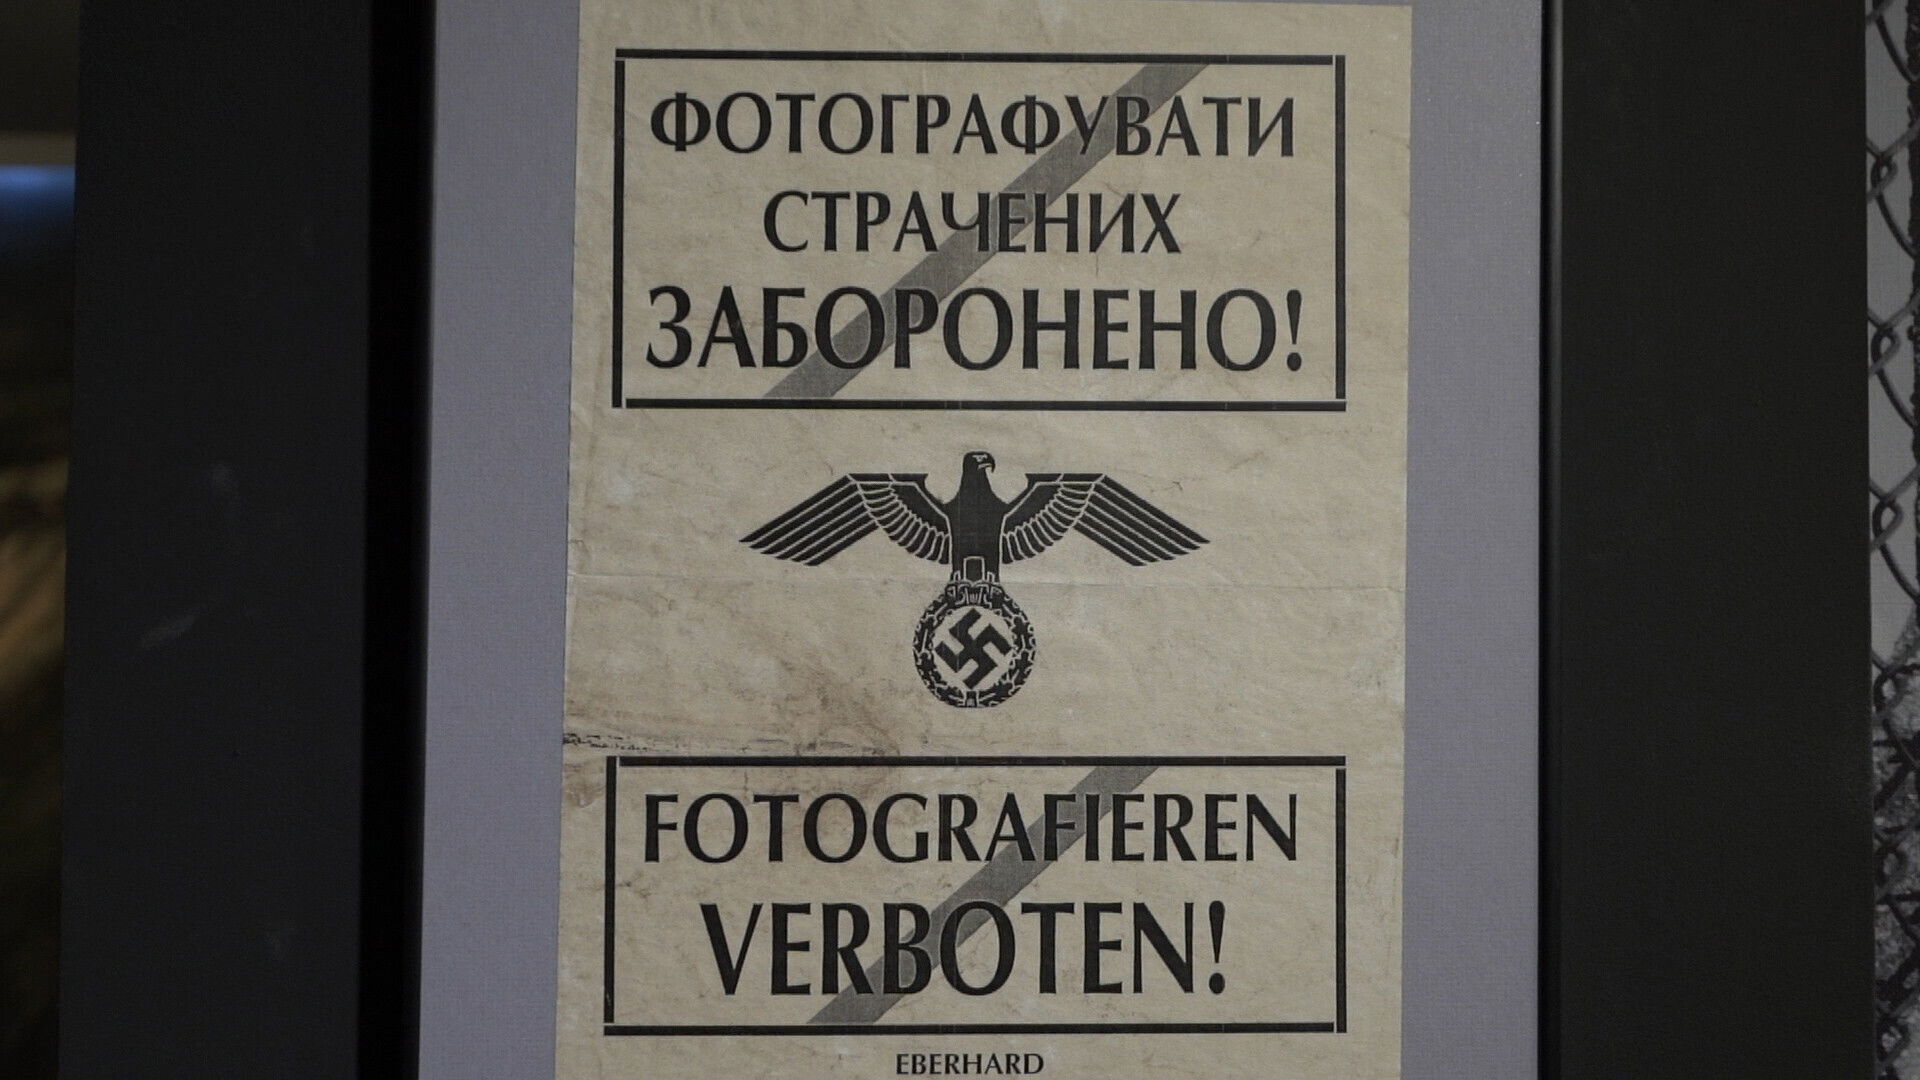 ФОТОГРАФУВАТИ
СТРАЧЕНИХ
ЗАБОРОНЕНО!
FOTOGRAFIEREN
VERBOTEN!
EBERHARD